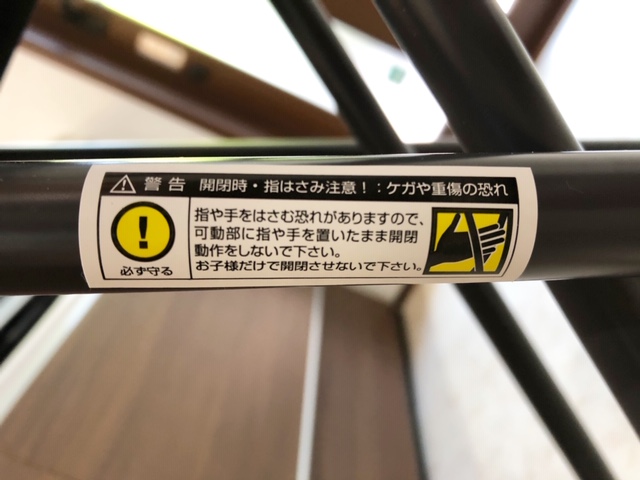 警告 開閉時・指はさみ注意!:ケガや重傷の恐れ
指や手をはさむ恐れがありますので、
可動部に指や手を置いたまま開閉
動作をしないで下さい。
お子様だけで開閉させないで下さい。
必ず守る